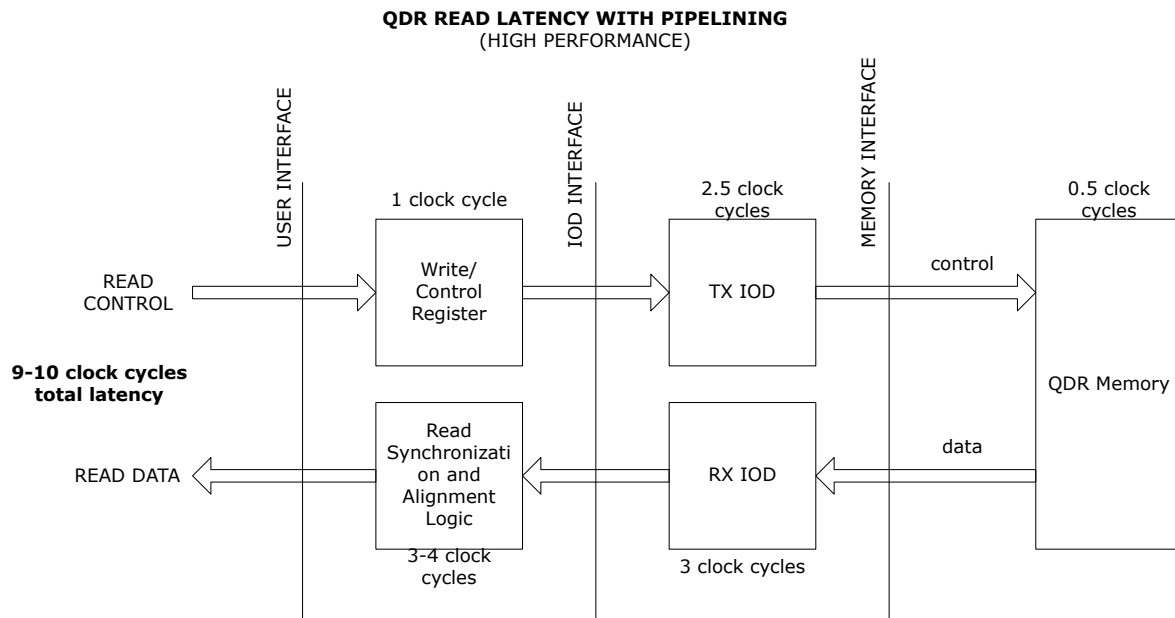 QDR READ LATENCY WITH PIPELINING
(HIGH PERFORMANCE)
USER INTERFACE
IOD INTERFACE
MEMORY INTERFACE
1 clock cycle
2.5 clock
cycles
0.5 clock
cycles
READ
CONTROL
Write/
Control
Register
TX IOD
control
QDR Memory
9-10 clock cycles
total latency
READ DATA
Read
Synchronizati
on and
Alignment
Logic
RX IOD
data
3-4 clock
cycles
3 clock cycles